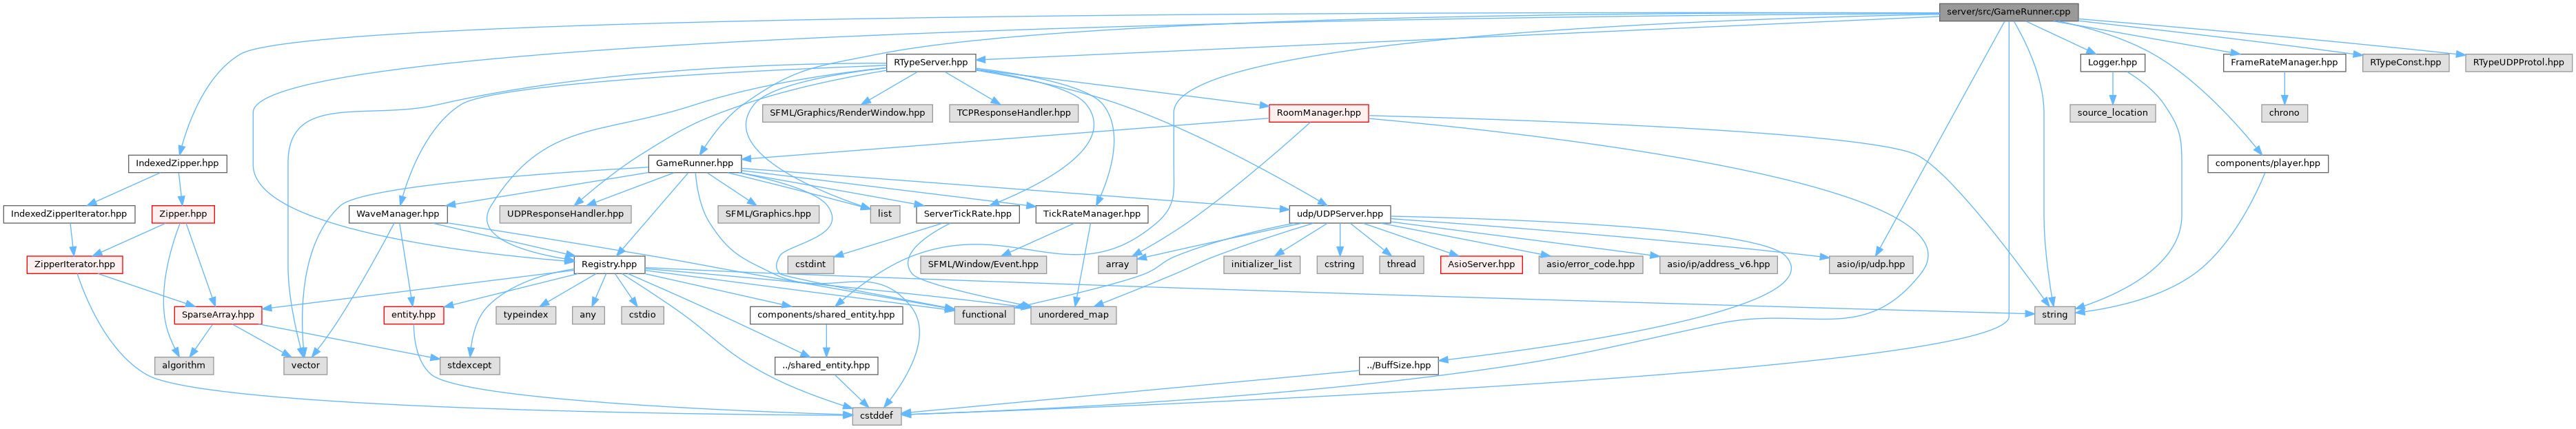 server/src/GameRunner.cpp
RTypeServer.hpp
Logger.hpp
FrameRateManager.hpp
RTypeConst.hpp
RTypeUDPProtol.hpp
SFML/Graphics/RenderWindow.hpp
TCPResponseHandler.hpp
RoomManager.hpp
source_location
chrono
IndexedZipper.hpp
GameRunner.hpp
components/player.hpp
IndexedZipperIterator.hpp
Zipper.hpp
WaveManager.hpp
UDPResponseHandler.hpp
SFML/Graphics.hpp
list
ServerTickRate.hpp
TickRateManager.hpp
udp/UDPServer.hpp
ZipperIterator.hpp
Registry.hpp
cstdint
SFML/Window/Event.hpp
array
initializer_list
cstring
thread
AsioServer.hpp
asio/error_code.hpp
asio/ip/address_v6.hpp
asio/ip/udp.hpp
SparseArray.hpp
entity.hpp
typeindex
any
cstdio
components/shared_entity.hpp
functional
unordered_map
string
algorithm
vector
stdexcept
../shared_entity.hpp
../BuffSize.hpp
cstddef